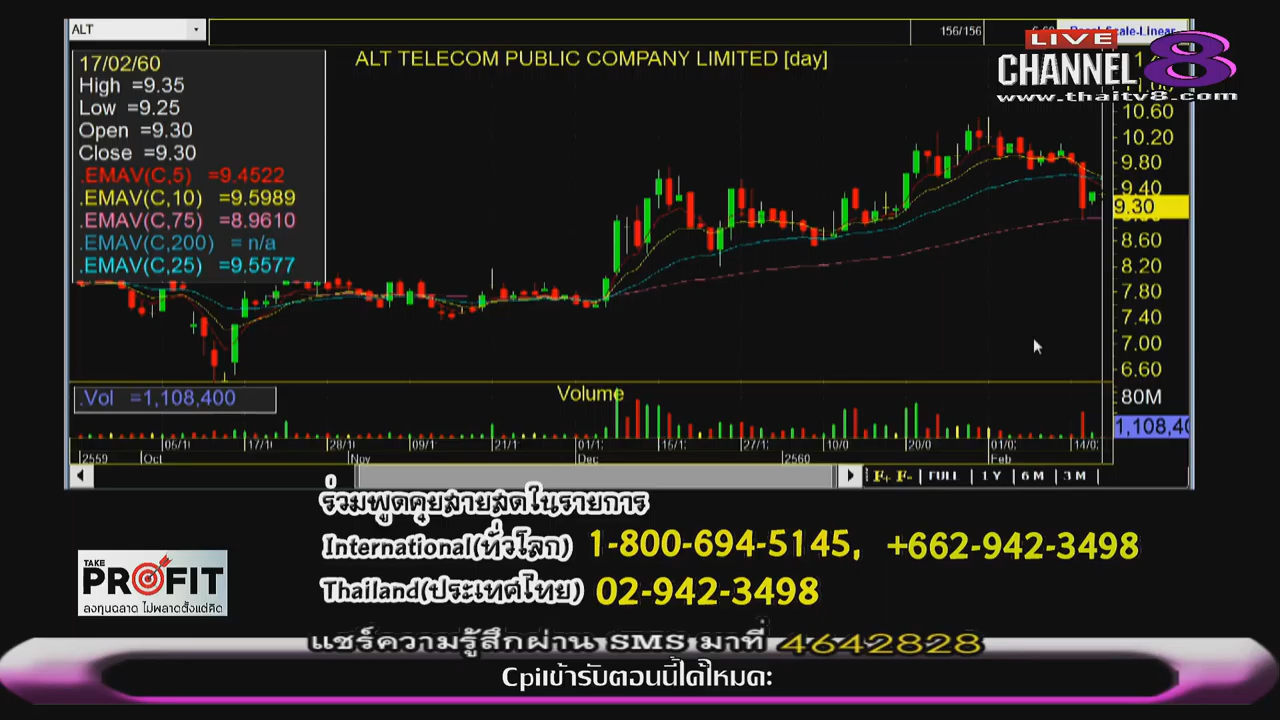 ALT
156/156
LIVE
CHANNEL 8
www.thaitv8.com
ALT TELECOM PUBLIC COMPANY LIMITED [day]
17/02/60
High =9.35
Low =9.25
Open =9.30
Close =9.30
.EMAV(C,5) =9.4522
.EMAV(C,10) =9.5989
.EMAV(C,75) =8.9610
.EMAV(C,200) = n/a
.EMAV(C,25) =9.5577
10.60
10.20
9.80
9.40
9.30
8.60
8.20
7.80
7.40
7.00
6.60
Volume
.Vol =1,108,400
80M
2559 Oct Nov Dec 2560 Feb
F+ F- FULL 1 Y 6 M 3 M
ร่วมพูดคุยสายสดในรายการ
International(ทั่วโลก) 1-800-694-5145, +662-942-3498
Thailand(ประเทศไทย) 02-942-3498
TAKE
PROFIT
ลงทุนฉลาด ไม่พลาดตั้งแต่คิด
แชร์ความรู้สึกผ่าน SMS มาที่ 4642828
Cpiเข้ารับตอนนี้ได้ไหมค: